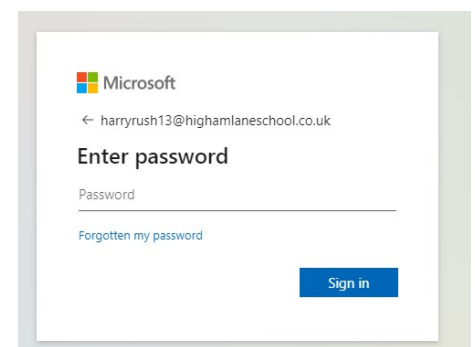 Microsoft
← harryrush13@highamlaneschool.co.uk
Enter password
Password
Forgotten my password
Sign in